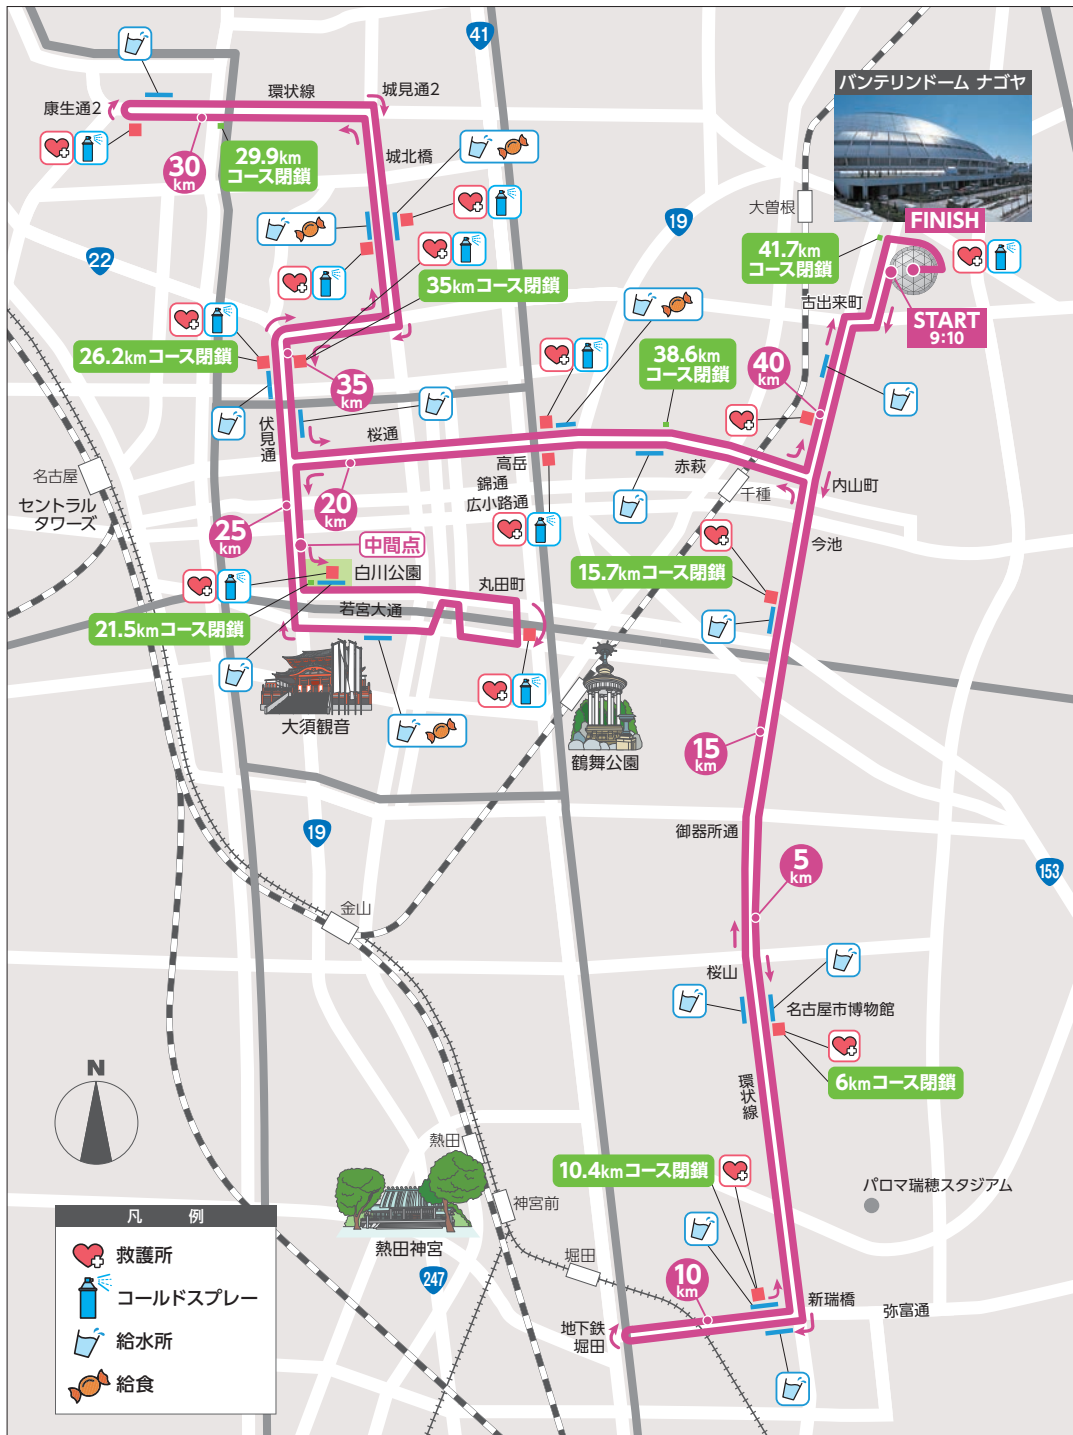 41
バンテリンドーム ナゴヤ
康生通2
環状線
城見通2
30
km
29.9km
コース閉鎖
城北橋
大曽根
19
FINISH
41.7km
コース閉鎖
22
35kmコース閉鎖
古出来町
START
9:10
26.2kmコース閉鎖
38.6km
コース閉鎖
40
km
35
km
伏見通
桜通
高岳
錦通
広小路通
赤萩
千種
内山町
名古屋
セントラル
タワーズ
20
km
25
km
今池
中間点
白川公園
丸田町
15.7kmコース閉鎖
21.5kmコース閉鎖
若宮大通
大須観音
鶴舞公園
15
km
19
御器所通
5
km
153
金山
桜山
名古屋市博物館
6kmコース閉鎖
環状線
N
熱田
10.4kmコース閉鎖
神宮前
パロマ瑞穂スタジアム
熱田神宮
247
堀田
10
km
新瑞橋
弥富通
地下鉄
堀田
凡 例
救護所
コールドスプレー
給水所
給食